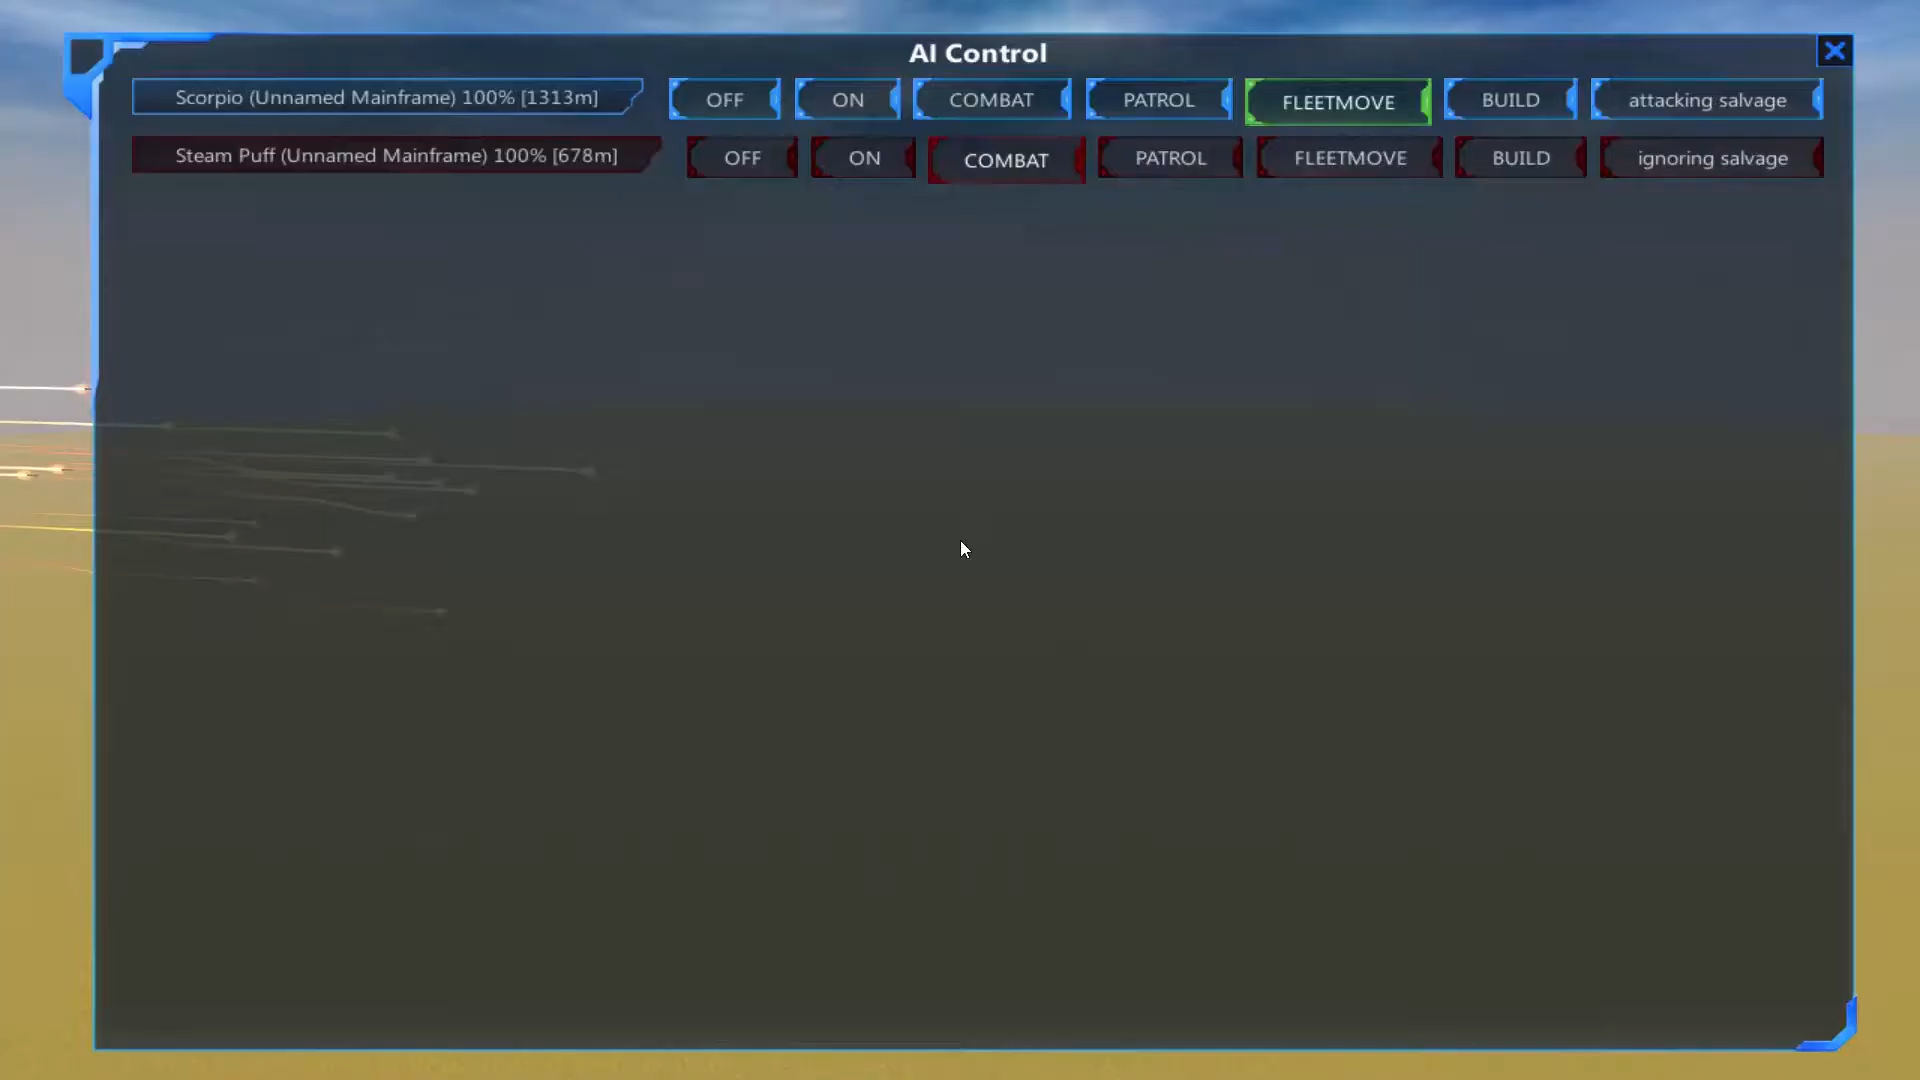 AI Control
Scorpio (Unnamed Mainframe) 100% [1313m] OFF ON COMBAT PATROL FLEETMOVE BUILD attacking salvage
Steam Puff (Unnamed Mainframe) 100% [678m] OFF ON COMBAT PATROL FLEETMOVE BUILD ignoring salvage